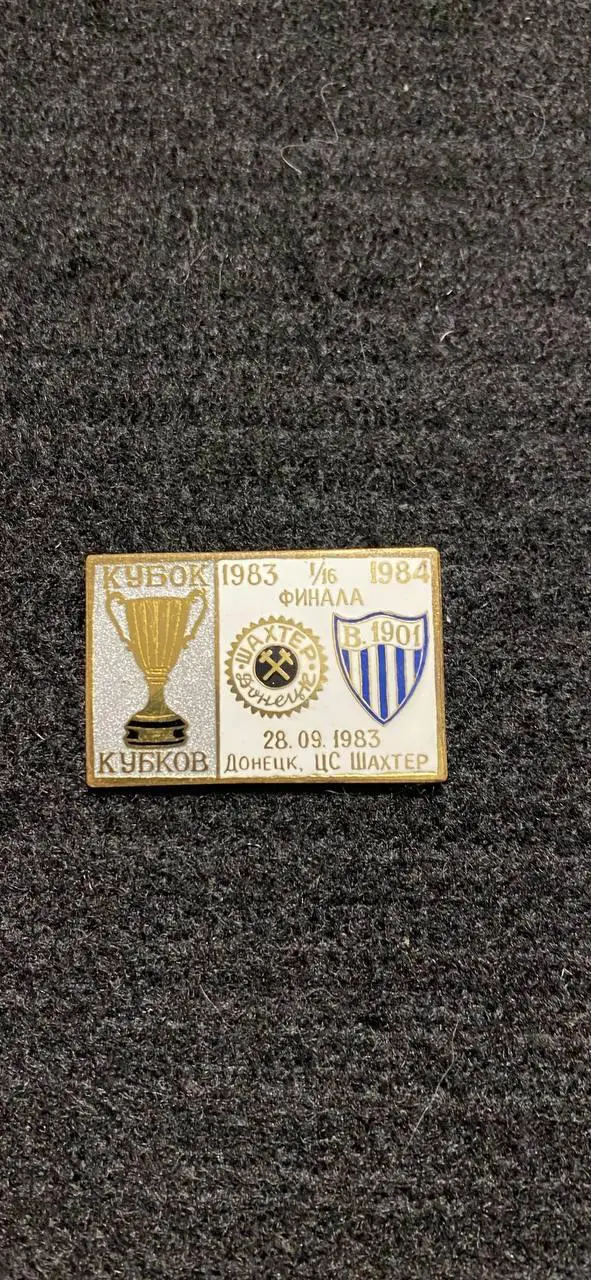 КУБОК
КУБКОВ
1983 1/16 1984
ФИНАЛА
ШАХТЕР
Донецк
B.1901
28.09.1983
ДОНЕЦК, ЦС ШАХТЕР